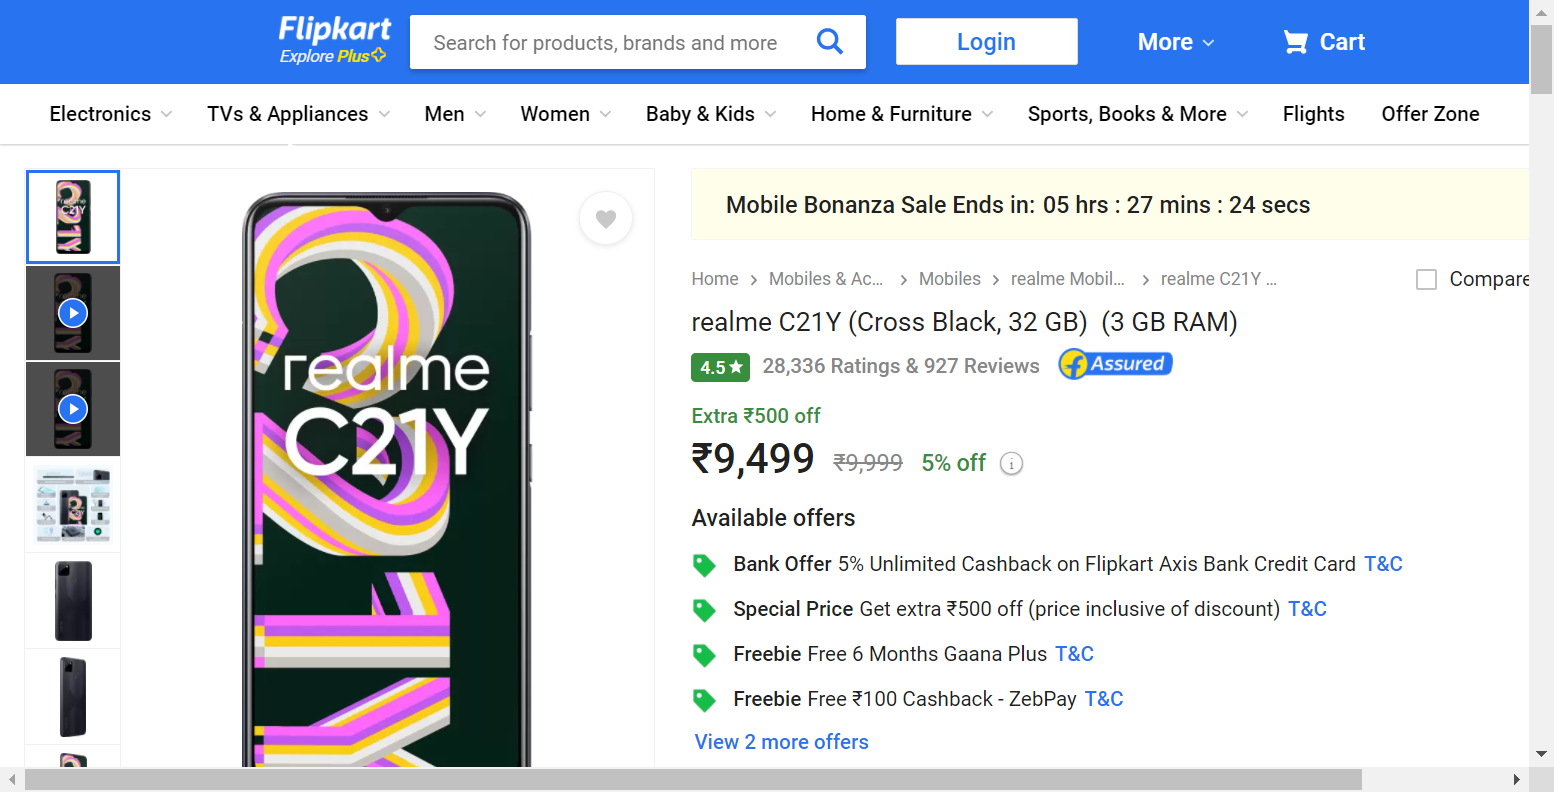 Flipkart
Explore Plus
Search for products, brands and more
Login
More
Cart
Electronics
TVs & Appliances
Men
Women
Baby & Kids
Home & Furniture
Sports, Books & More
Flights
Offer Zone
realme
C21Y
realme
C21Y
Mobile Bonanza Sale Ends in: 05 hrs : 27 mins : 24 secs
Home > Mobiles & Ac... > Mobiles > realme Mobil... > realme C21Y ...
Compare
realme C21Y (Cross Black, 32 GB) (3 GB RAM)
4.5★ 28,336 Ratings & 927 Reviews
f Assured
Extra ₹500 off
₹9,499 ₹9,999 5% off i
Available offers
Bank Offer 5% Unlimited Cashback on Flipkart Axis Bank Credit Card T&C
Special Price Get extra ₹500 off (price inclusive of discount) T&C
Freebie Free 6 Months Gaana Plus T&C
Freebie Free ₹100 Cashback - ZebPay T&C
View 2 more offers